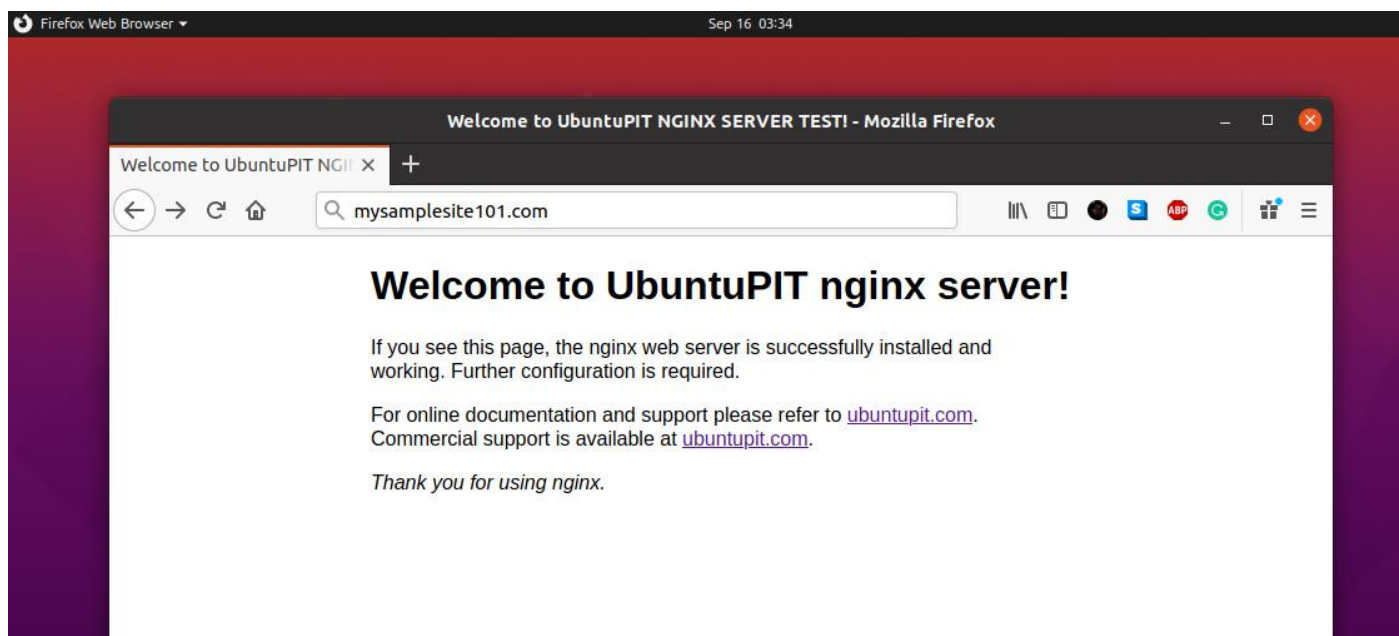 Firefox Web Browser
Sep 16 03:34
Welcome to UbuntuPIT NGINX SERVER TEST! - Mozilla Firefox
Welcome to UbuntuPIT NGI
mysamplesite101.com
S
ABP
G
Welcome to UbuntuPIT nginx server!
If you see this page, the nginx web server is successfully installed and
working. Further configuration is required.
For online documentation and support please refer to ubuntupit.com.
Commercial support is available at ubuntupit.com.
Thank you for using nginx.